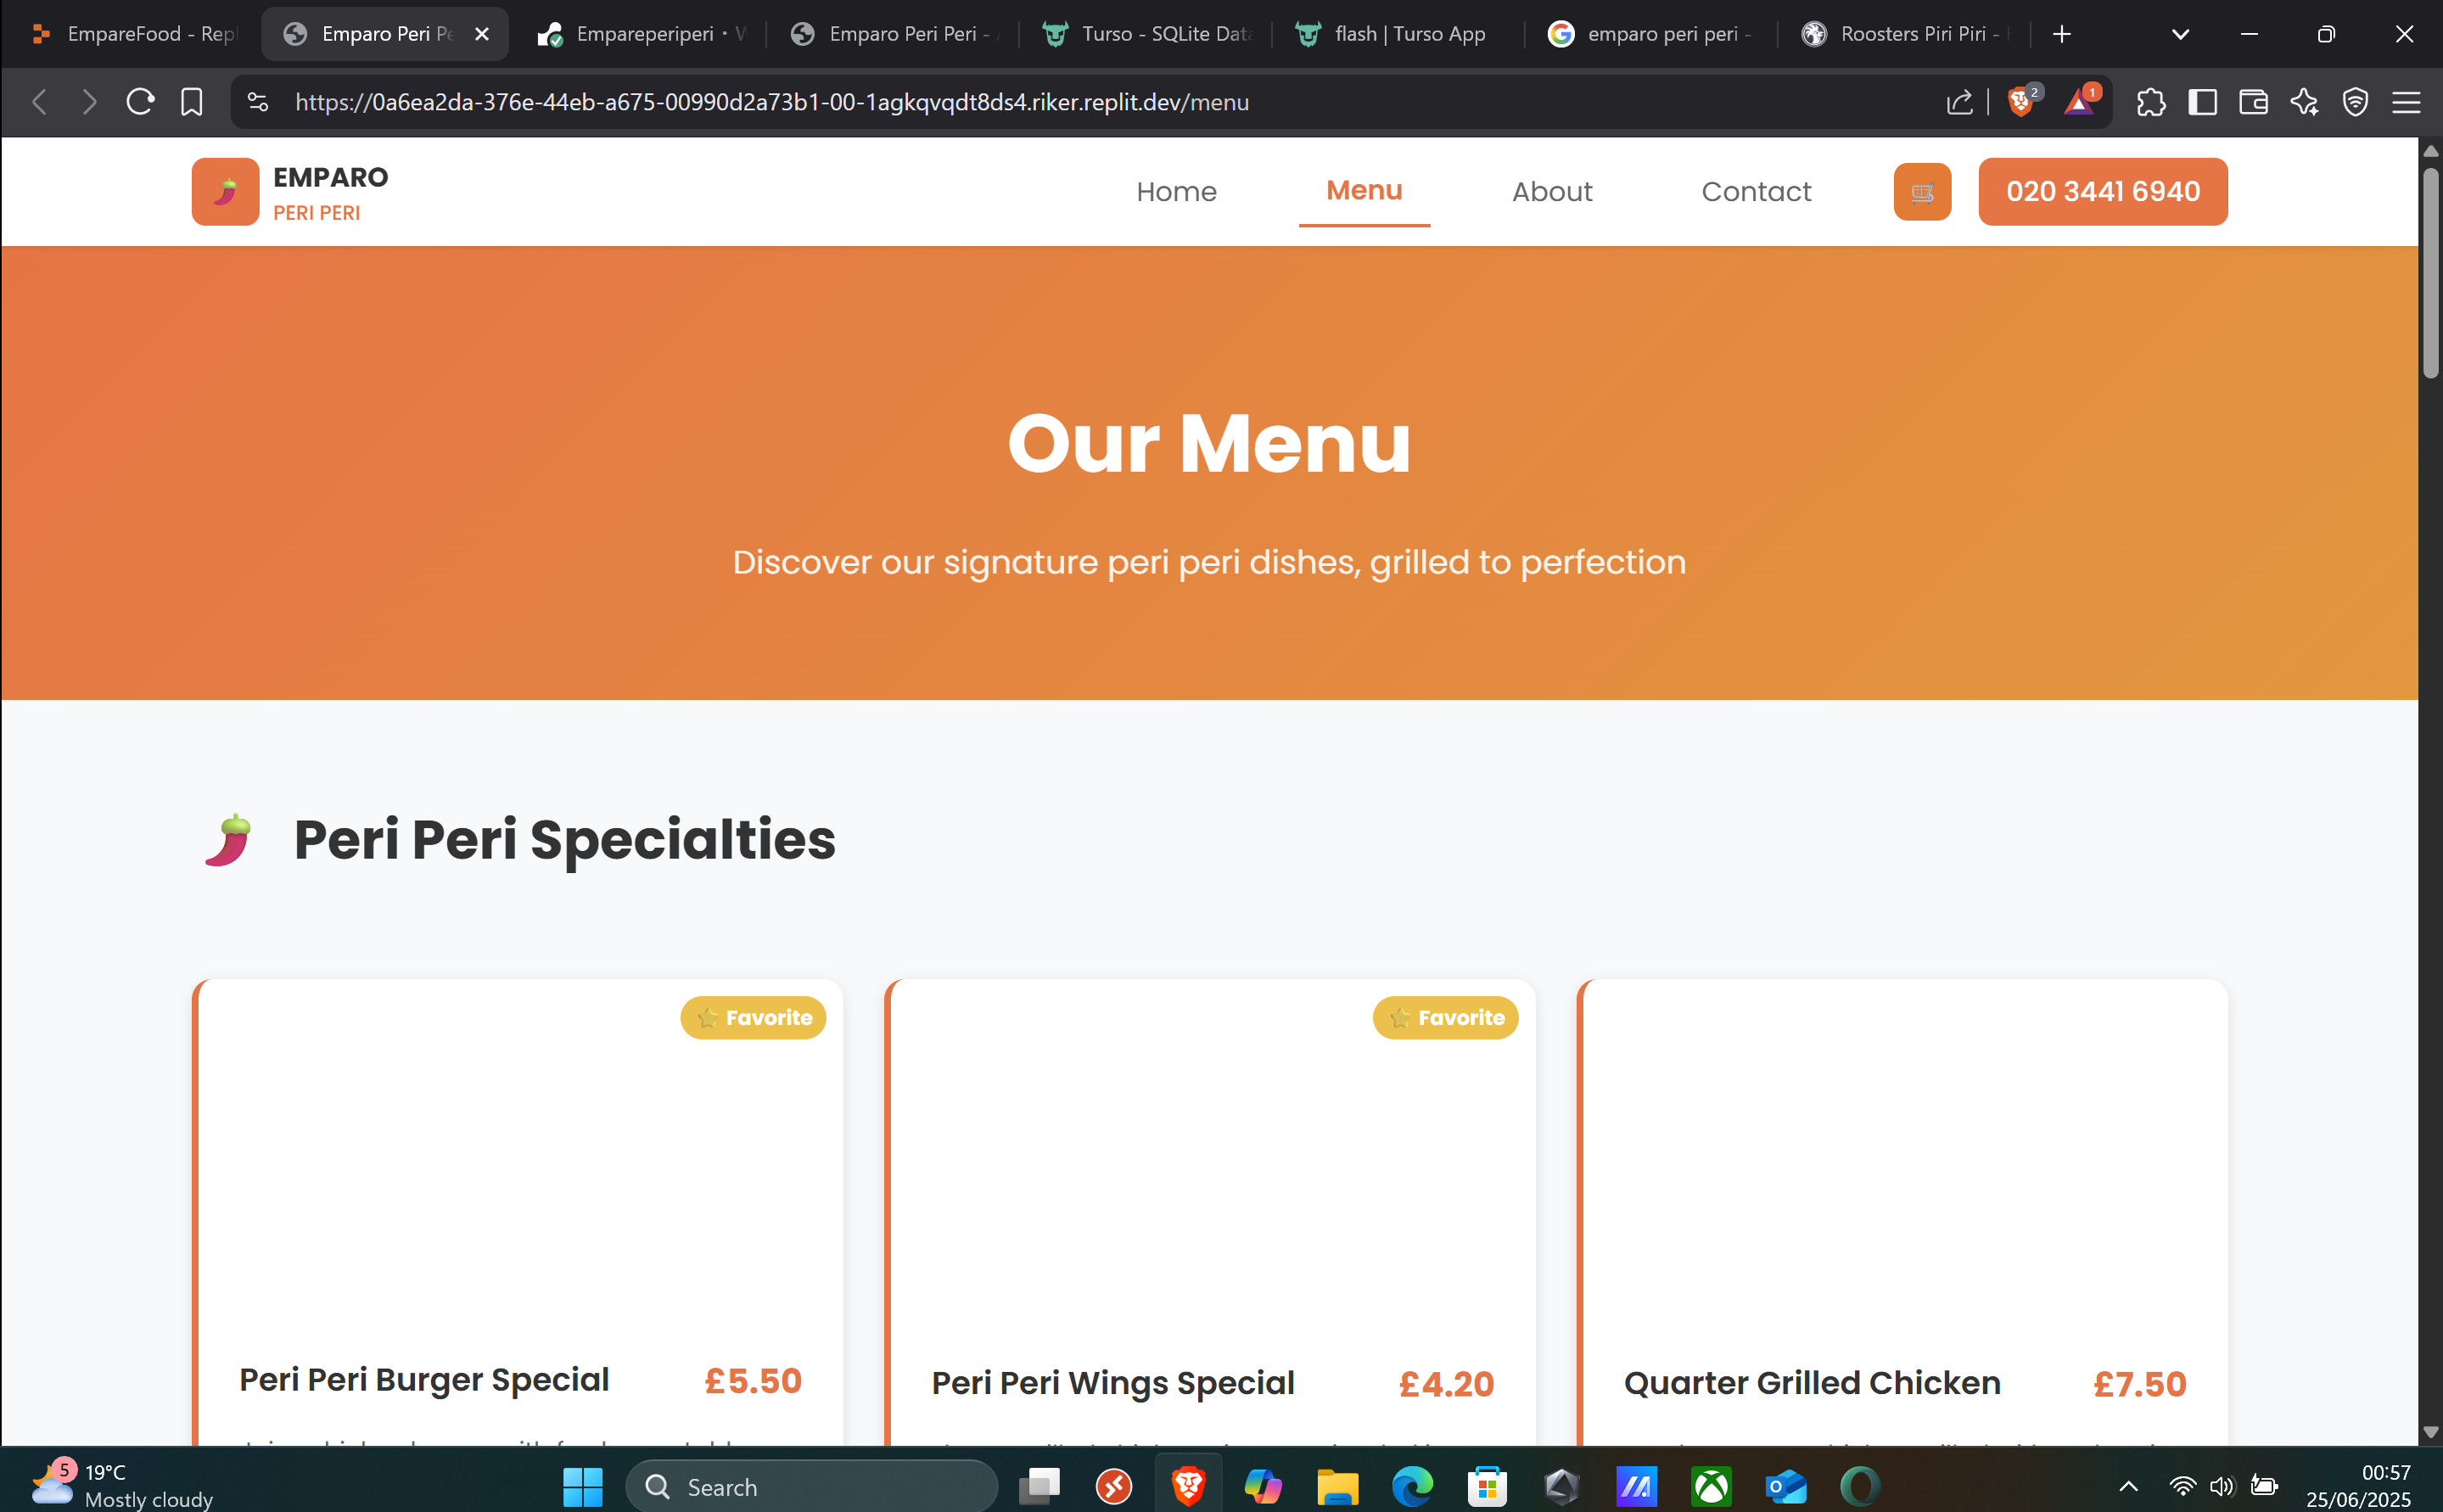 EmpareFood - Repl
Emparo Peri Pe
Empareperiperi • W
Emparo Peri Peri - A
Turso - SQLite Data
flash | Turso App
emparo peri peri -
Roosters Piri Piri - H
https://0a6ea2da-376e-44eb-a675-00990d2a73b1-00-1agkqvqdt8ds4.riker.replit.dev/menu
2
1
EMPARO
PERI PERI
Home
Menu
About
Contact
020 3441 6940
Our Menu
Discover our signature peri peri dishes, grilled to perfection
Peri Peri Specialties
Favorite
Favorite
Peri Peri Burger Special
£5.50
Peri Peri Wings Special
£4.20
Quarter Grilled Chicken
£7.50
5
19°C
Mostly cloudy
Search
00:57
25/06/2025